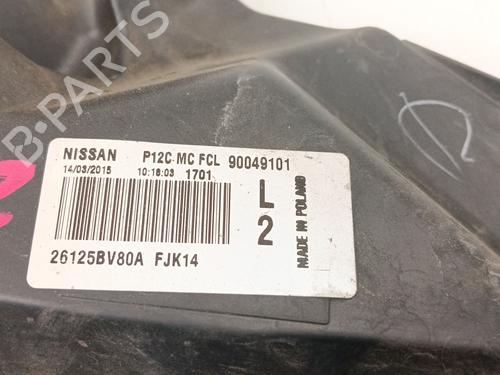 NISSAN P12C MC FCL 90049101
14/03/2015 10:18:03 1701
L
2
MADE IN POLAND
26125BV80A FJK14
B-PARTS